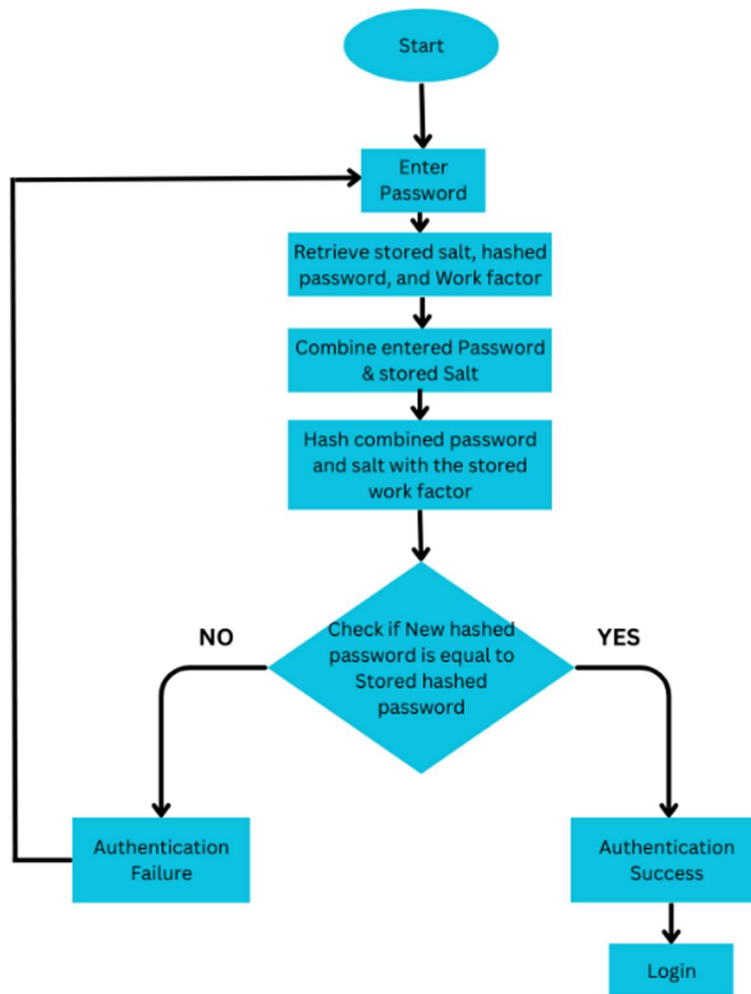 Start
Enter
Password
Retrieve stored salt, hashed
password, and Work factor
Combine entered Password
& stored Salt
Hash combined password
and salt with the stored
work factor
Check if New hashed
password is equal to
Stored hashed
password
NO
YES
Authentication
Failure
Authentication
Success
Login